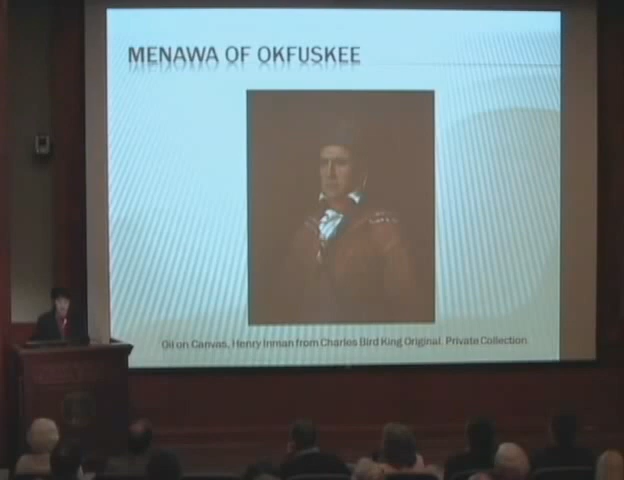 MENAWA OF OKFUSKEE
Oil on Canvas, Henry Inman from Charles Bird King Original. Private Collection